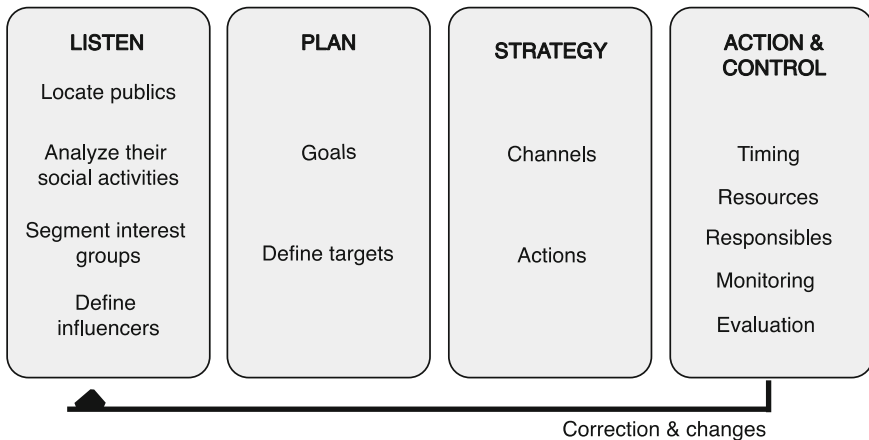 LISTEN
Locate publics
Analyze their
social activities
Segment interest
groups
Define
influencers
PLAN
Goals
Define targets
STRATEGY
Channels
Actions
ACTION &
CONTROL
Timing
Resources
Responsibles
Monitoring
Evaluation
Correction & changes